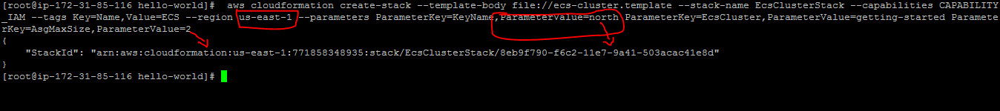 [root@ip-172-31-85-116 hello-world]#  aws cloudformation create-stack --template-body file://ecs-cluster.template --stack-name EcsClusterStack --capabilities CAPABILITY
_IAM --tags Key=Name,Value=ECS --region us-east-1 --parameters ParameterKey=KeyName,ParameterValue=north ParameterKey=EcsCluster,ParameterValue=getting-started Paramete
rKey=AsgMaxSize,ParameterValue=2
{
    "StackId": "arn:aws:cloudformation:us-east-1:771858348935:stack/EcsClusterStack/8eb9f790-f6c2-11e7-9a41-503acac41e8d"
}
[root@ip-172-31-85-116 hello-world]#